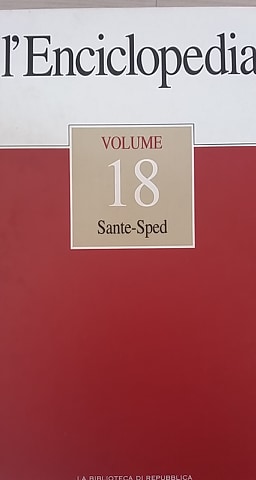 l'Enciclopedia
VOLUME
18
Sante-Sped
LA BIBLIOTECA DI REPUBBLICA